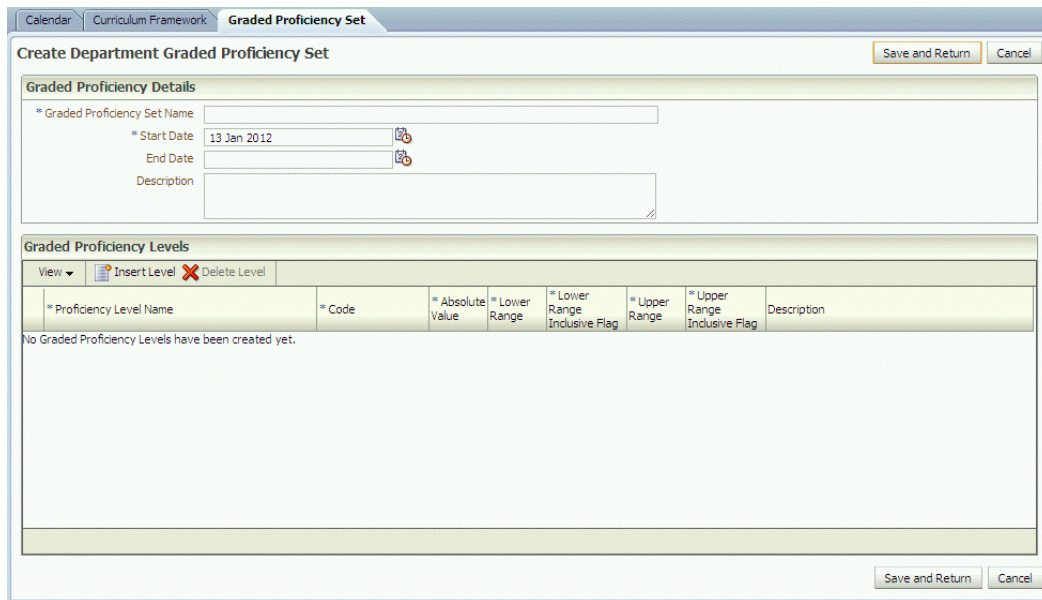 Calendar Curriculum Framework Graded Proficiency Set
Create Department Graded Proficiency Set Save and Return Cancel
Graded Proficiency Details
* Graded Proficiency Set Name
* Start Date 13 Jan 2012
End Date
Description
Graded Proficiency Levels
View Insert Level Delete Level
* Proficiency Level Name * Code * Absolute Value * Lower Range * Lower Range Inclusive Flag * Upper Range * Upper Range Inclusive Flag Description
No Graded Proficiency Levels have been created yet.
Save and Return Cancel